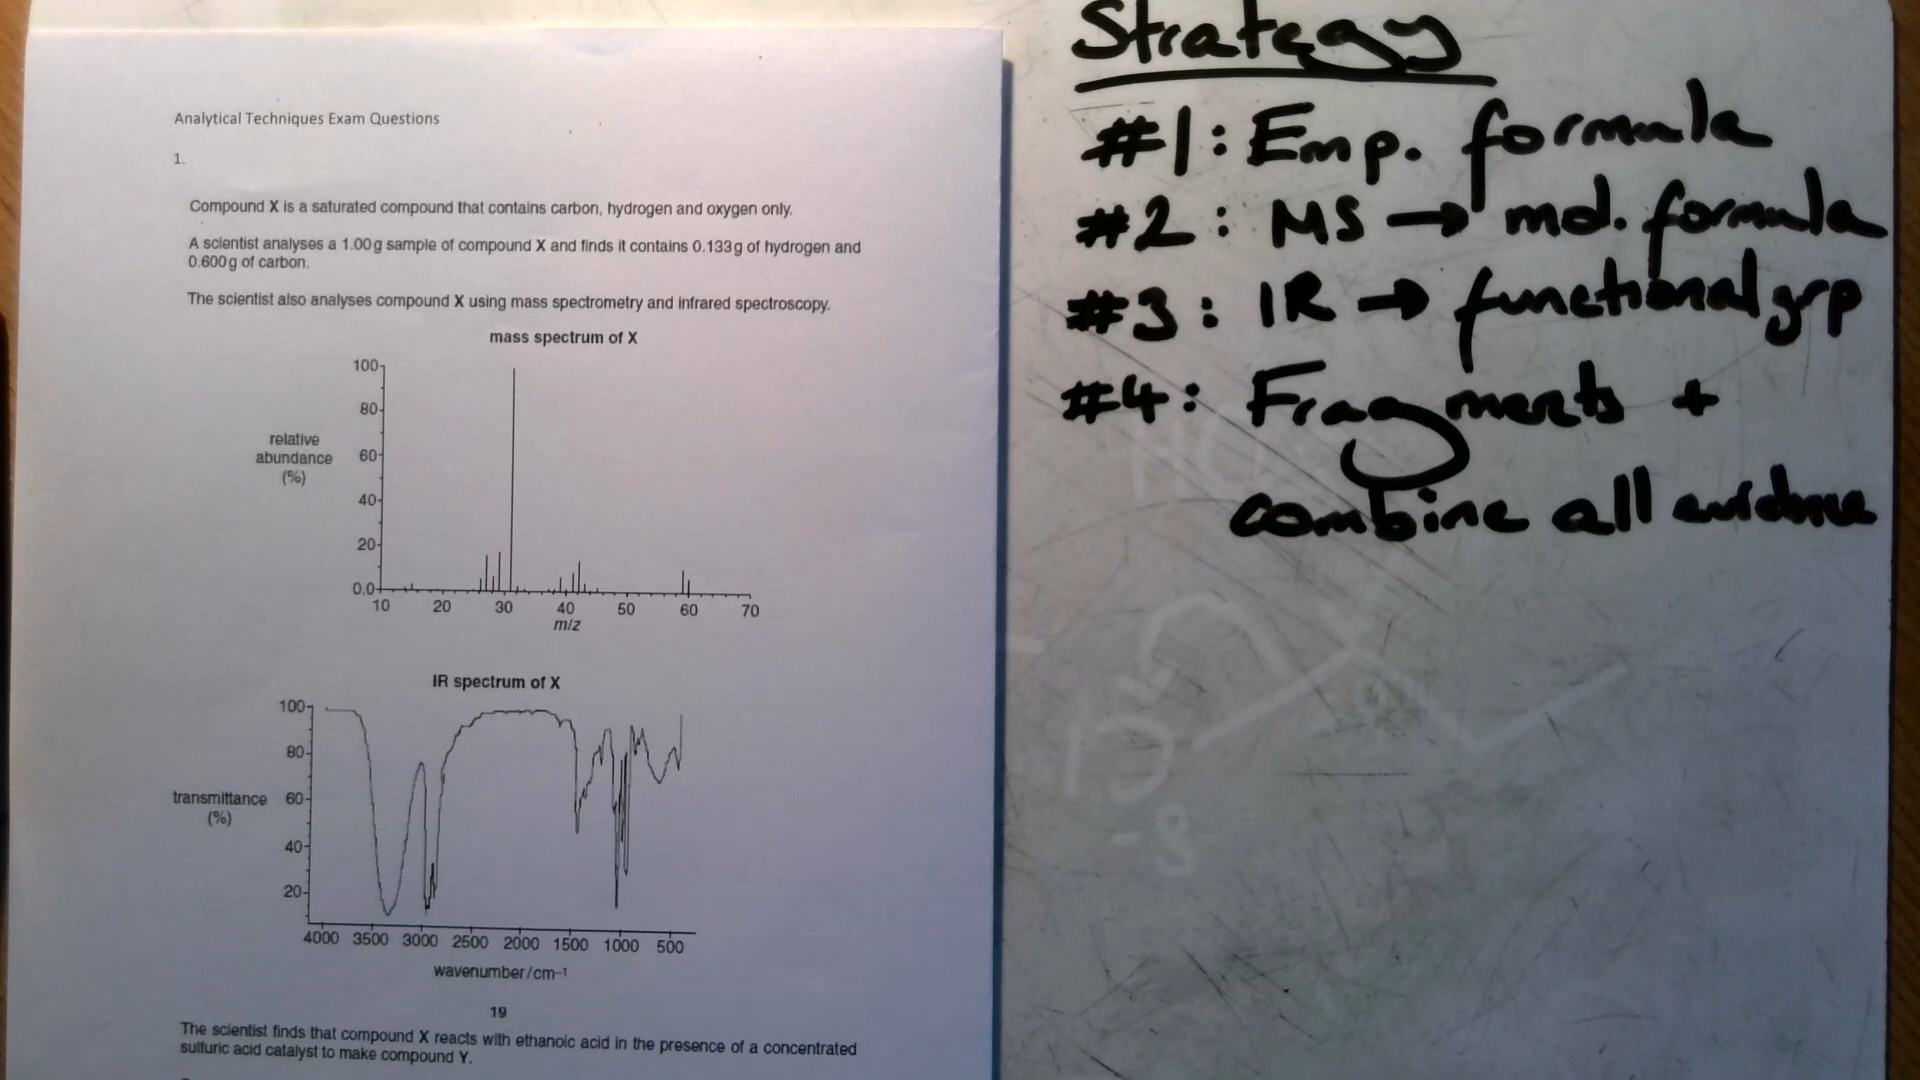 Analytical Techniques Exam Questions
1.
Compound X is a saturated compound that contains carbon, hydrogen and oxygen only.
A scientist analyses a 1.00g sample of compound X and finds it contains 0.133g of hydrogen and
0.600g of carbon.
The scientist also analyses compound X using mass spectrometry and infrared spectroscopy.
mass spectrum of X
100
80
relative
abundance
(%)
60
40
20
0.0
10 20 30 40 50 60 70
m/z
IR spectrum of X
100
80
transmittance
(%)
60
40
20
4000 3500 3000 2500 2000 1500 1000 500
wavenumber/cm⁻¹
19
The scientist finds that compound X reacts with ethanoic acid in the presence of a concentrated
sulfuric acid catalyst to make compound Y.
Strategy
#1: Emp. formula
#2: MS → mol. formula
#3: IR → functional grp
#4: Fragments +
combine all evidence